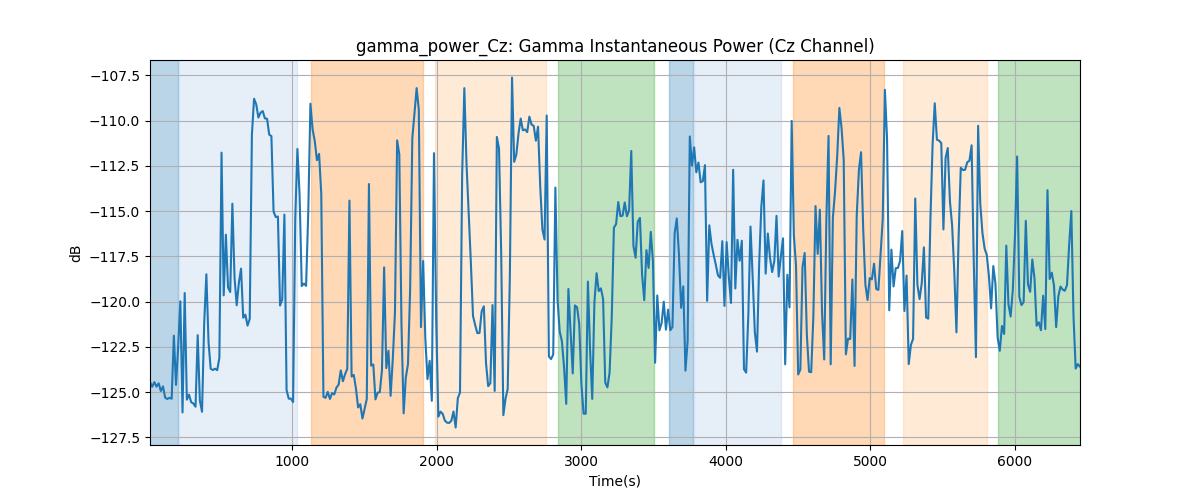 gamma_power_Cz: Gamma Instantaneous Power (Cz Channel)
−107.5
−110.0
−112.5
−115.0
−117.5
−120.0
−122.5
−125.0
−127.5
dB
1000 2000 3000 4000 5000 6000
Time(s)